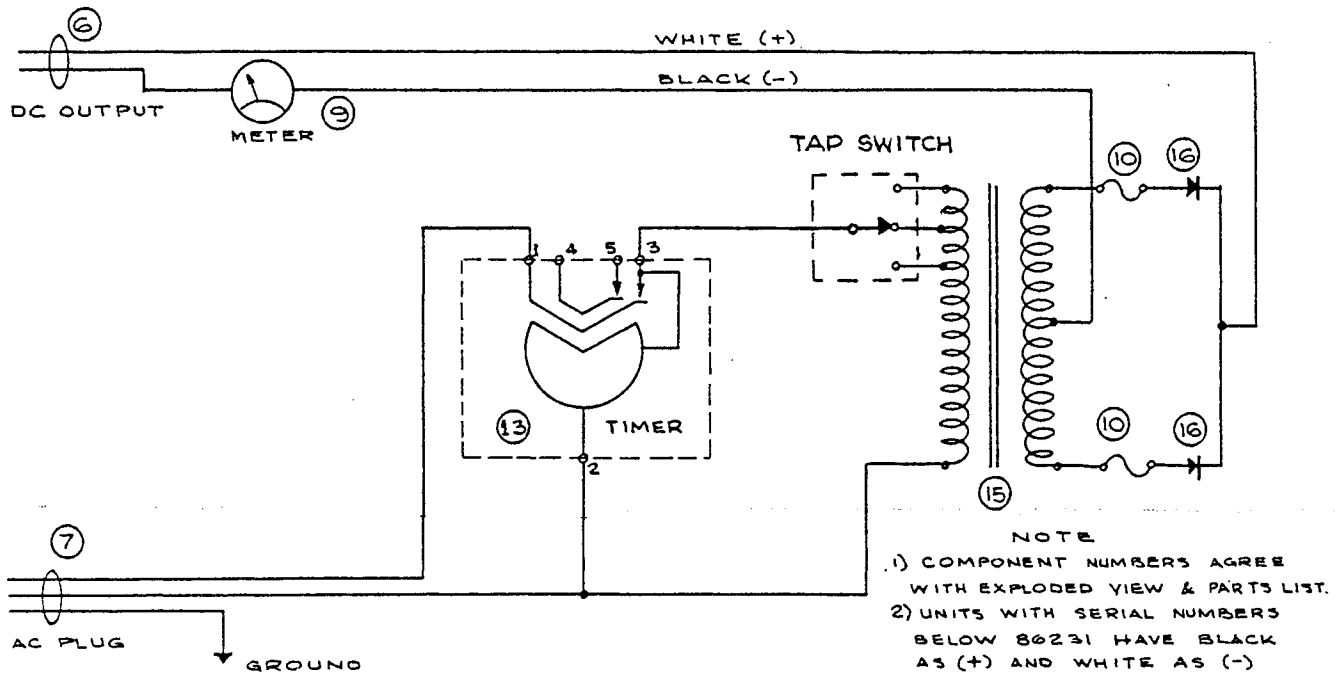 6
WHITE (+)
BLACK (-)
DC OUTPUT
METER
9
TAP SWITCH
10
16
1
4
5
3
13
TIMER
2
10
16
15
7
AC PLUG
GROUND
NOTE
1) COMPONENT NUMBERS AGREE
WITH EXPLODED VIEW & PARTS LIST.
2) UNITS WITH SERIAL NUMBERS
BELOW 86231 HAVE BLACK
AS (+) AND WHITE AS (-)